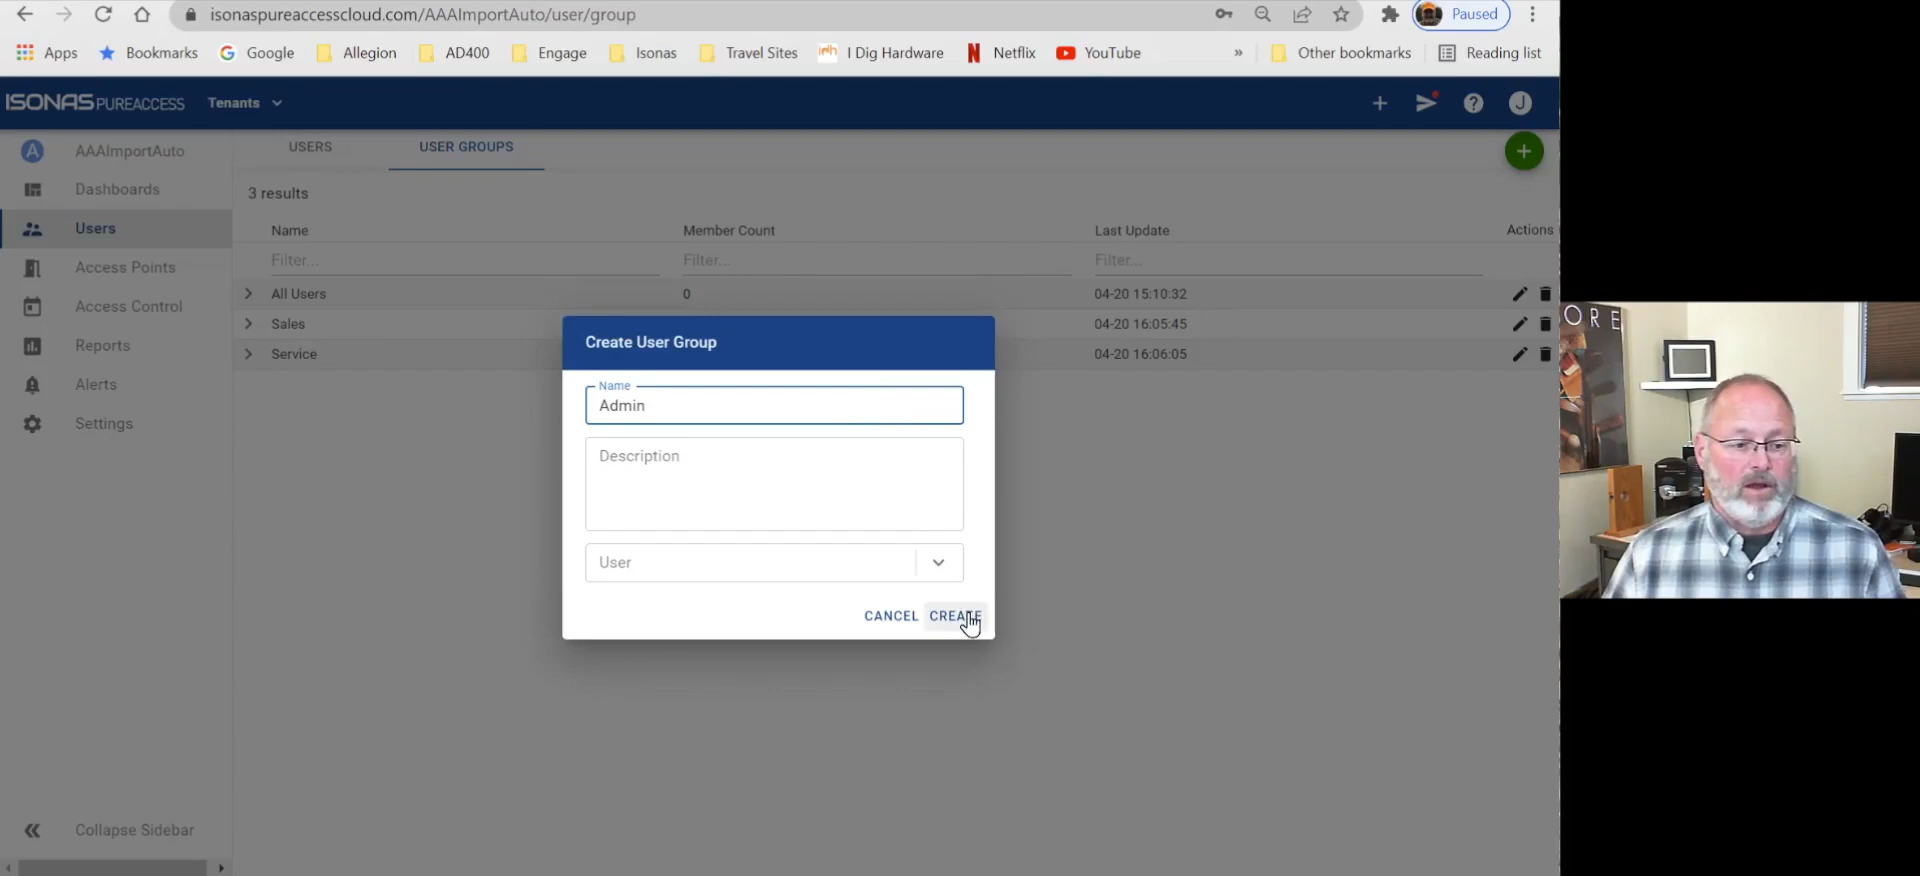 isonaspureaccesscloud.com/AAAImportAuto/user/group
Paused
Apps
Bookmarks
Google
Allegion
AD400
Engage
Isonas
Travel Sites
I Dig Hardware
Netflix
YouTube
»
Other bookmarks
Reading list
ISONAS PUREACCESS
Tenants
J
A
AAAImportAuto
USERS
USER GROUPS
Dashboards
3 results
Users
Name
Member Count
Last Update
Actions
Access Points
Filter...
Filter...
Filter...
Access Control
All Users
0
04-20 15:10:32
Sales
04-20 16:05:45
Reports
Service
04-20 16:06:05
Alerts
Settings
Create User Group
Name
Admin
Description
User
CANCEL
CREATE
Collapse Sidebar
ORE